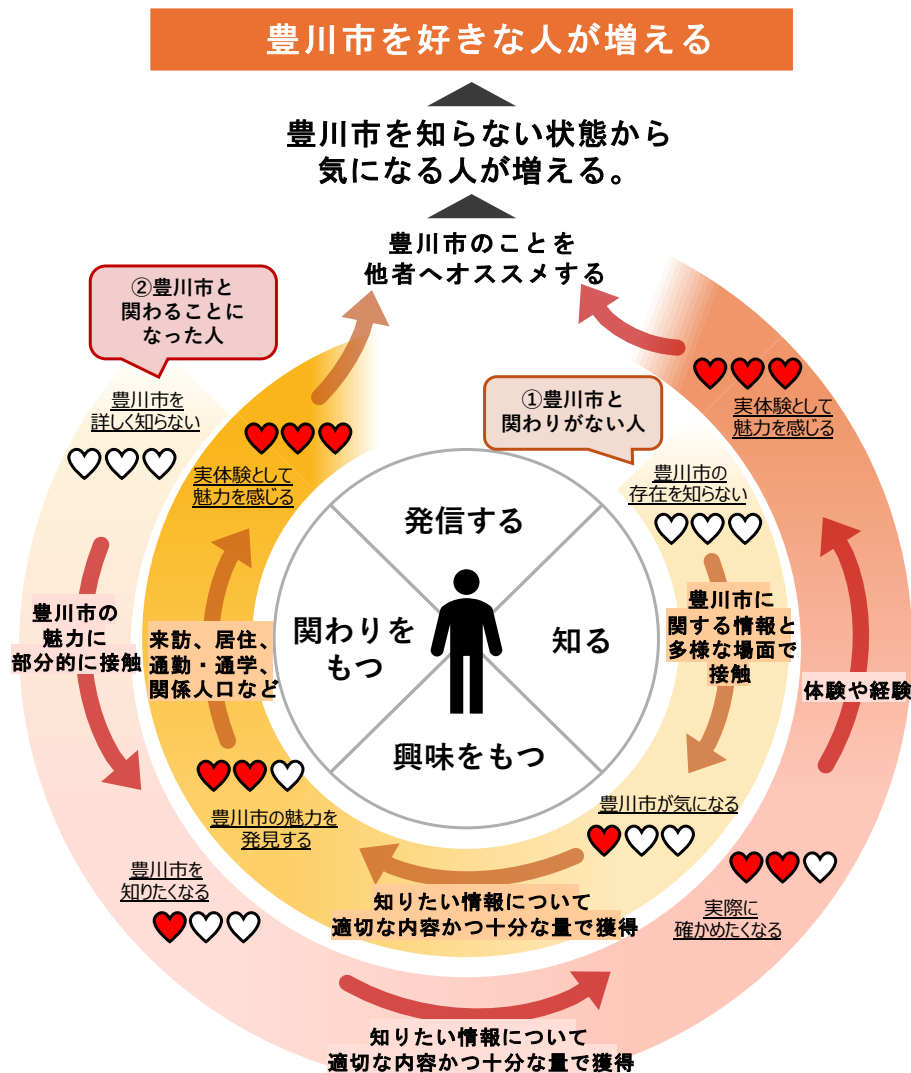 豊川市を好きな人が増える
豊川市を知らない状態から
気になる人が増える。
豊川市のことを
他者へオススメする
②豊川市と
関わることに
なった人
①豊川市と
関わりがない人
豊川市を
詳しく知らない
実体験として
魅力を感じる
豊川市の
存在を知らない
実体験として
魅力を感じる
発信する
知る
興味をもつ
関わりを
もつ
豊川市の
魅力に
部分的に接触
来訪、居住、
通勤・通学、
関係人口など
豊川市に
関する情報と
多様な場面で
接触
体験や経験
豊川市の魅力を
発見する
豊川市が気になる
豊川市を
知りたくなる
実際に
確かめたくなる
知りたい情報について
適切な内容かつ十分な量で獲得
知りたい情報について
適切な内容かつ十分な量で獲得